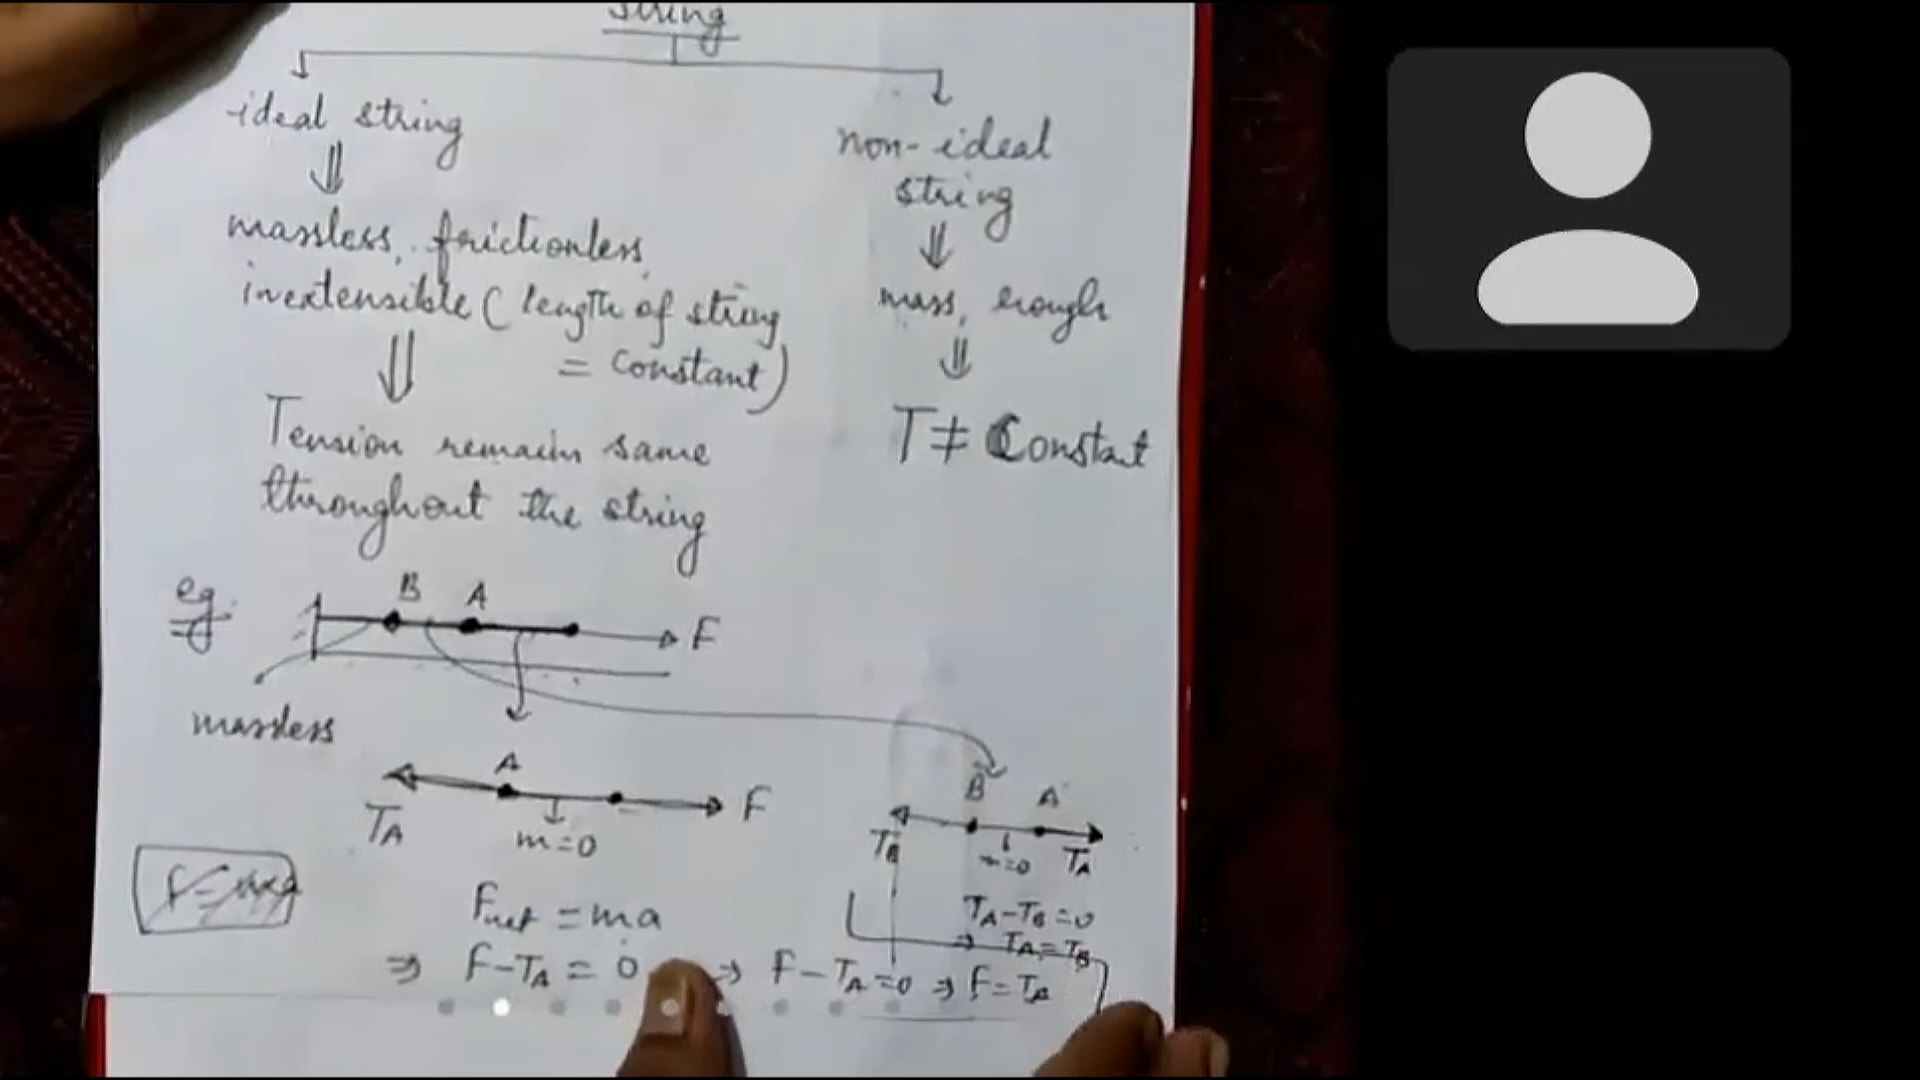 string
ideal string
non-ideal
string
massless, frictionless,
inextensible ( length of string
= constant )
mass, rough
Tension remain same
throughout the string
T ≠ Constant
eg.
B A
F
massless
A
TA
F
m=0
B A
TB
m=0
TA
Fnet = ma
⇒ F-TA = 0 ⇒ F-TA=0 ⇒ F=TA
TA-TB=0
⇒ TA=TB